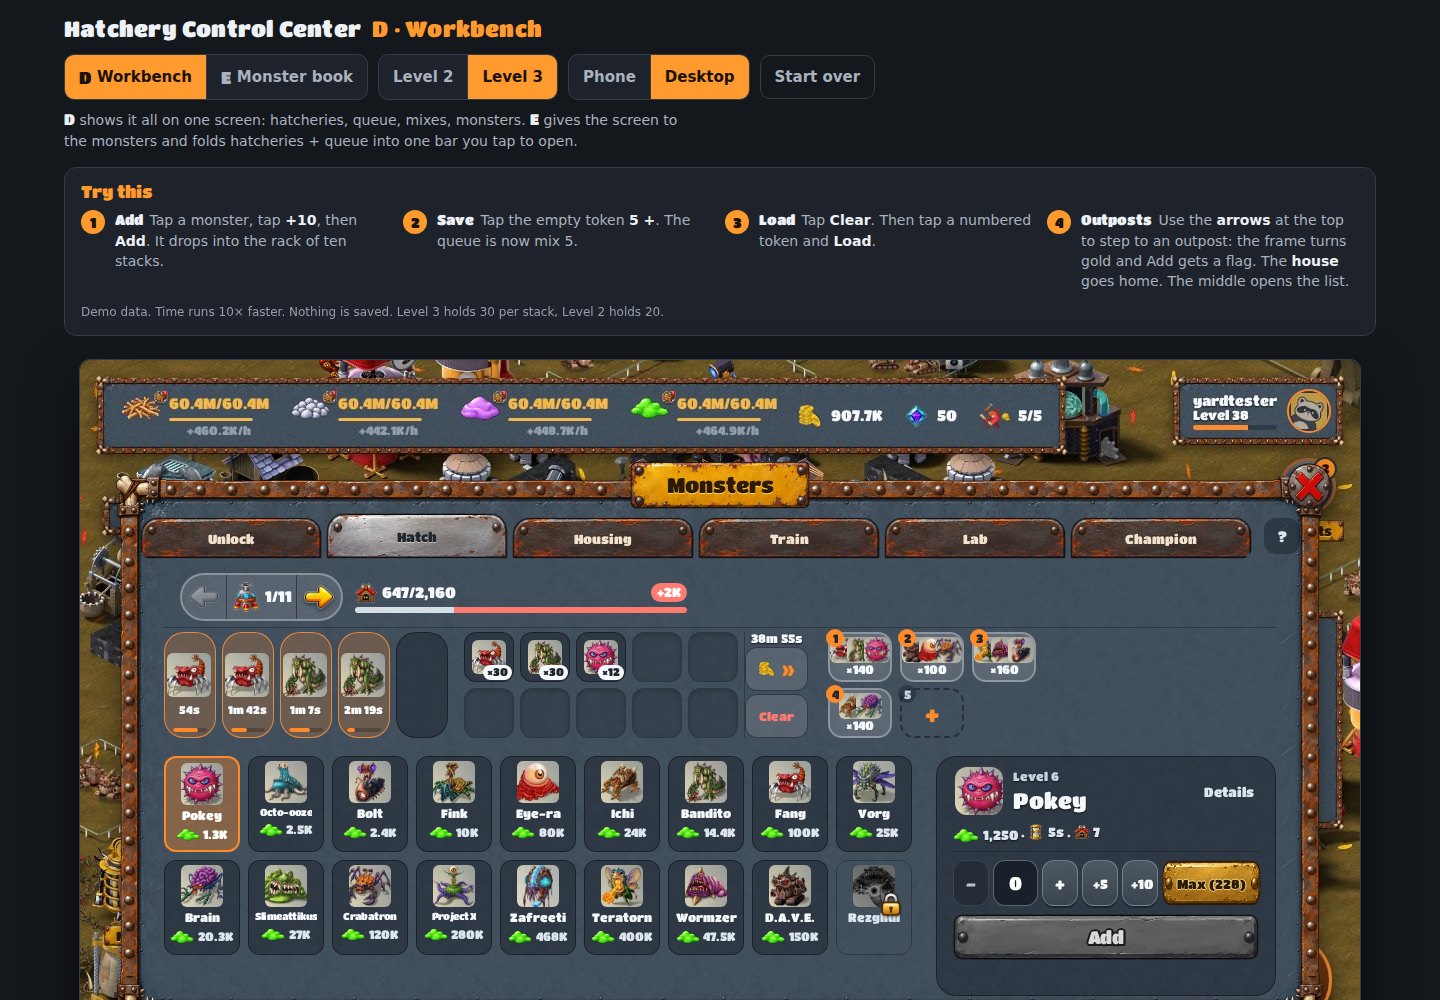 Hatchery Control Center D · Workbench
D Workbench E Monster book Level 2 Level 3 Phone Desktop Start over
D shows it all on one screen: hatcheries, queue, mixes, monsters. E gives the screen to
the monsters and folds hatcheries + queue into one bar you tap to open.
Try this
1 Add Tap a monster, tap +10, then
Add. It drops into the rack of ten
stacks.
2 Save Tap the empty token 5 +. The
queue is now mix 5.
3 Load Tap Clear. Then tap a numbered
token and Load.
4 Outposts Use the arrows at the top
to step to an outpost: the frame turns
gold and Add gets a flag. The house
goes home. The middle opens the list.
Demo data. Time runs 10× faster. Nothing is saved. Level 3 holds 30 per stack, Level 2 holds 20.
60.4M/60.4M 60.4M/60.4M 60.4M/60.4M 60.4M/60.4M 907.7K 50 5/5
+460.2K/h +442.1K/h +448.7K/h +464.9K/h
yardtester
Level 38
Monsters
Unlock Hatch Housing Train Lab Champion ?
1/11 647/2,160 +2K
54s 1m 42s 1m 7s 2m 19s
×30 ×30 ×12
38m 55s
Clear
1 ×140 2 ×100 3 ×160
4 ×140 5 +
Pokey Octo-ooze Bolt Fink Eye-ra Ichi Bandito Fang Vorg
1.3K 2.5K 2.4K 10K 80K 24K 14.4K 100K 25K
Brain Slimeattikus Crabatron Project X Zafreeti Teratorn Wormzer D.A.V.E.
20.3K 27K 120K 280K 468K 400K 47.5K 150K
Level 6
Pokey
Details
1,250 · 5s · 7
− 0 + +5 +10 Max (228)
Add